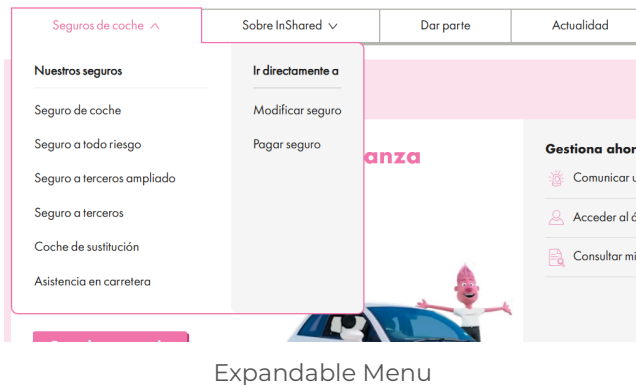 Seguros de coche
Sobre InShared
Dar parte
Actualidad
Nuestros seguros
Seguro de coche
Seguro a todo riesgo
Seguro a terceros ampliado
Seguro a terceros
Coche de sustitución
Asistencia en carretera
Ir directamente a
Modificar seguro
Pagar seguro
anza
Gestiona ahor
Comunicar u
Acceder al á
Consultar mi
Expandable Menu